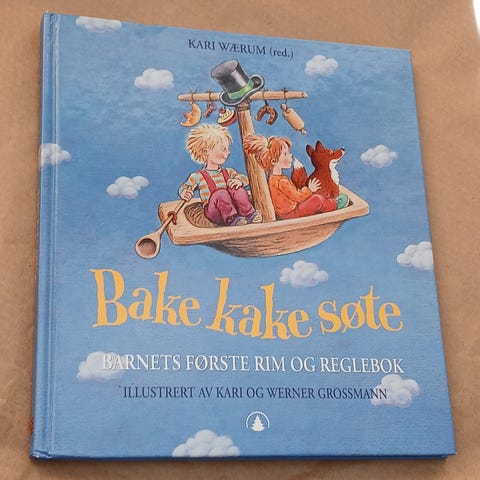 KARI WÆRUM (red.)
Bake kake søte
BARNETS FØRSTE RIM OG REGLEBOK
ILLUSTRERT AV KARI OG WERNER GROSSMANN